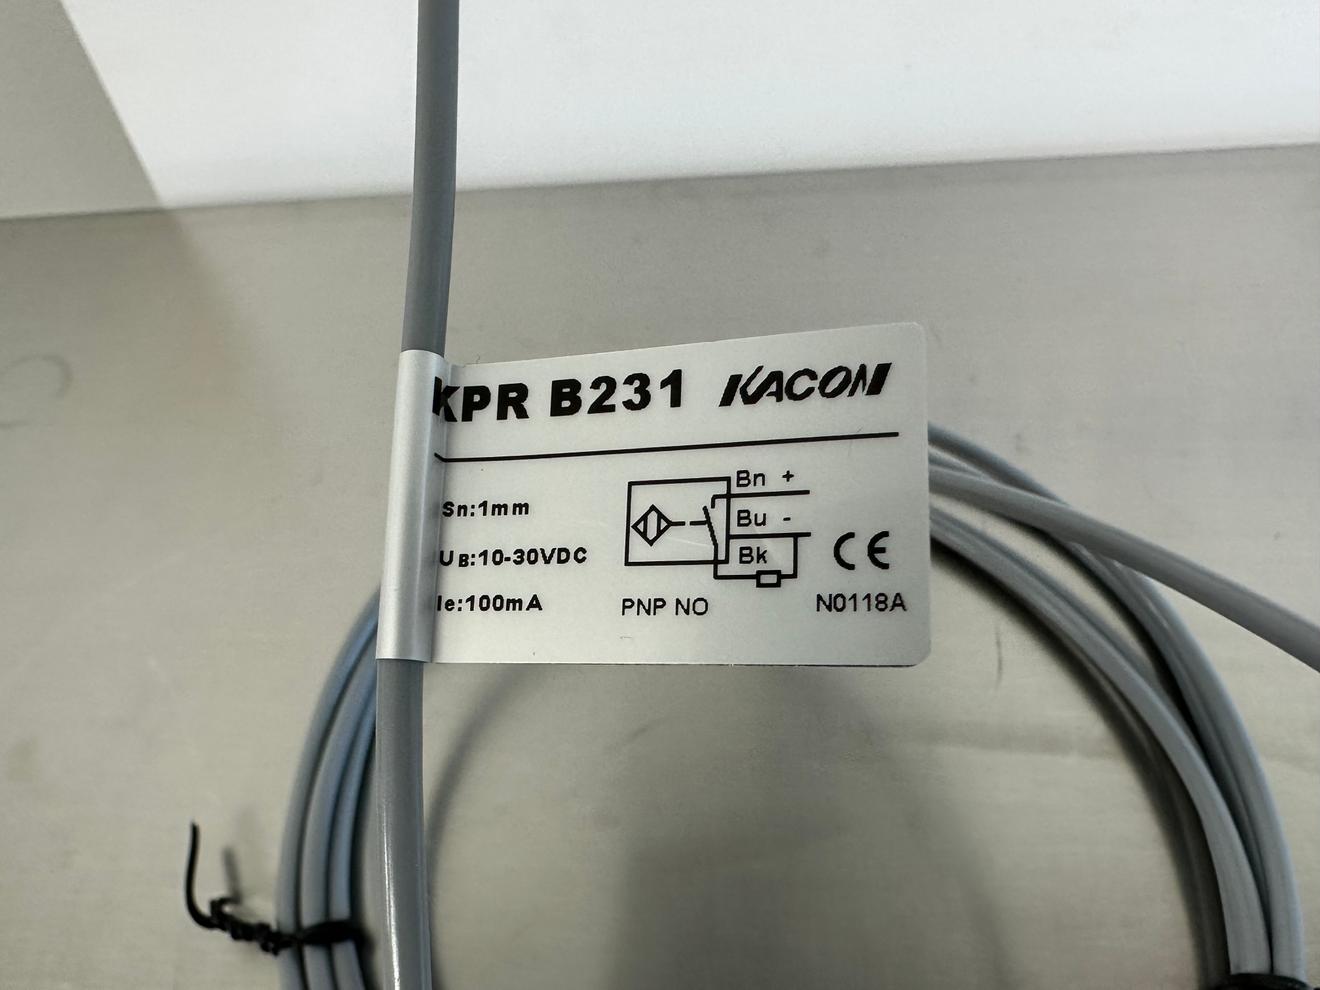 KPR B231 KACON
Sn:1mm
UB:10-30VDC
Ie:100mA
Bn +
Bu -
Bk
PNP NO
CE
N0118A